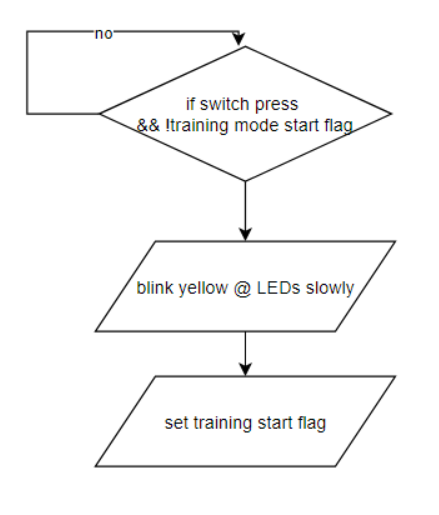 no
if switch press
&& !training mode start flag
blink yellow @ LEDs slowly
set training start flag